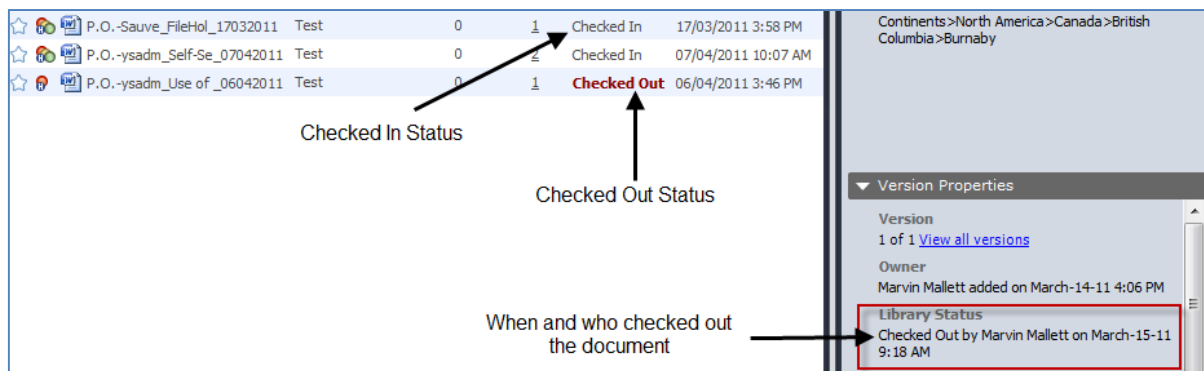 P.O.-Sauve_FileHol_17032011 Test 0 1 Checked In 17/03/2011 3:58 PM
P.O.-ysadm_Self-Se_07042011 Test 0 2 Checked In 07/04/2011 10:07 AM
P.O.-ysadm_Use of _06042011 Test 0 1 Checked Out 06/04/2011 3:46 PM
Checked In Status
Checked Out Status
When and who checked out
the document
Continents>North America>Canada>British
Columbia>Burnaby
Version Properties
Version
1 of 1 View all versions
Owner
Marvin Mallett added on March-14-11 4:06 PM
Library Status
Checked Out by Marvin Mallett on March-15-11
9:18 AM